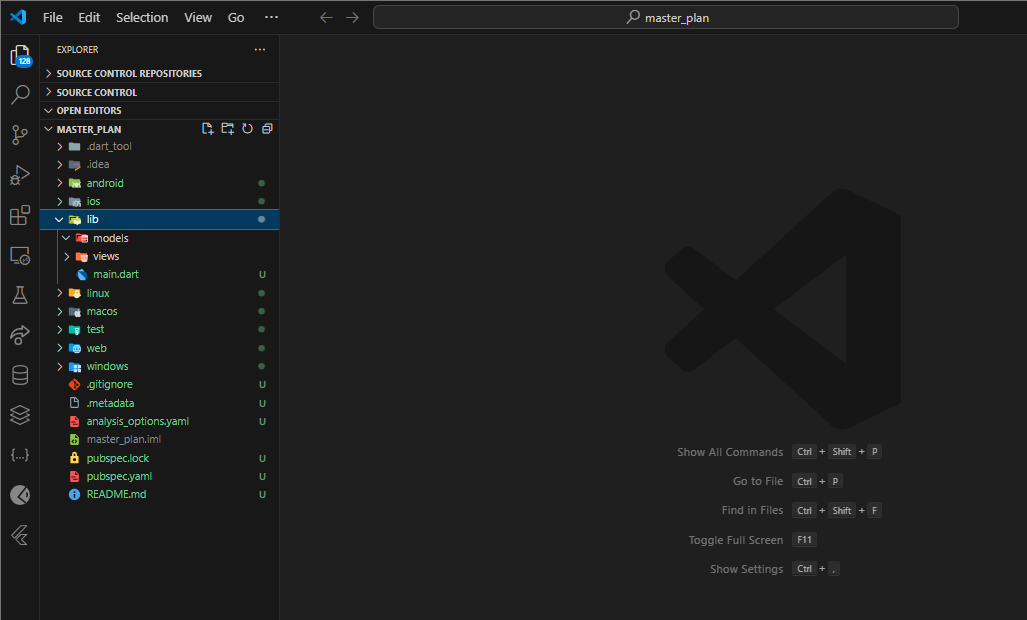 File Edit Selection View Go ···
master_plan
128
EXPLORER ···
SOURCE CONTROL REPOSITORIES
SOURCE CONTROL
OPEN EDITORS
MASTER_PLAN
.dart_tool
.idea
android
ios
lib
models
views
main.dart U
linux
macos
test
web
windows
.gitignore U
.metadata U
analysis_options.yaml U
master_plan.iml
pubspec.lock U
pubspec.yaml U
README.md U
Show All Commands Ctrl + Shift + P
Go to File Ctrl + P
Find in Files Ctrl + Shift + F
Toggle Full Screen F11
Show Settings Ctrl + ,